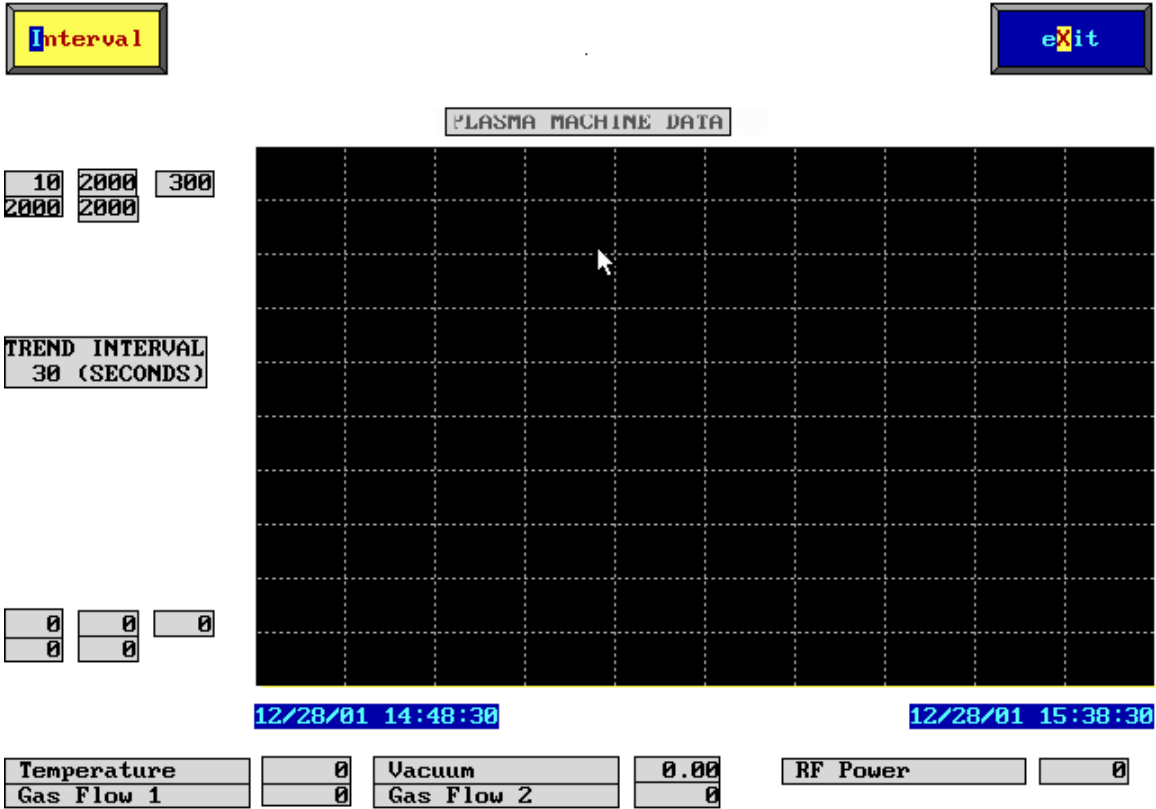 Interval eXit
PLASMA MACHINE DATA
10 2000 300
2000 2000
TREND INTERVAL
30 (SECONDS)
0 0 0
0 0
12/28/01 14:48:30 12/28/01 15:38:30
Temperature 0 Vacuum 0.00 RF Power 0
Gas Flow 1 0 Gas Flow 2 0